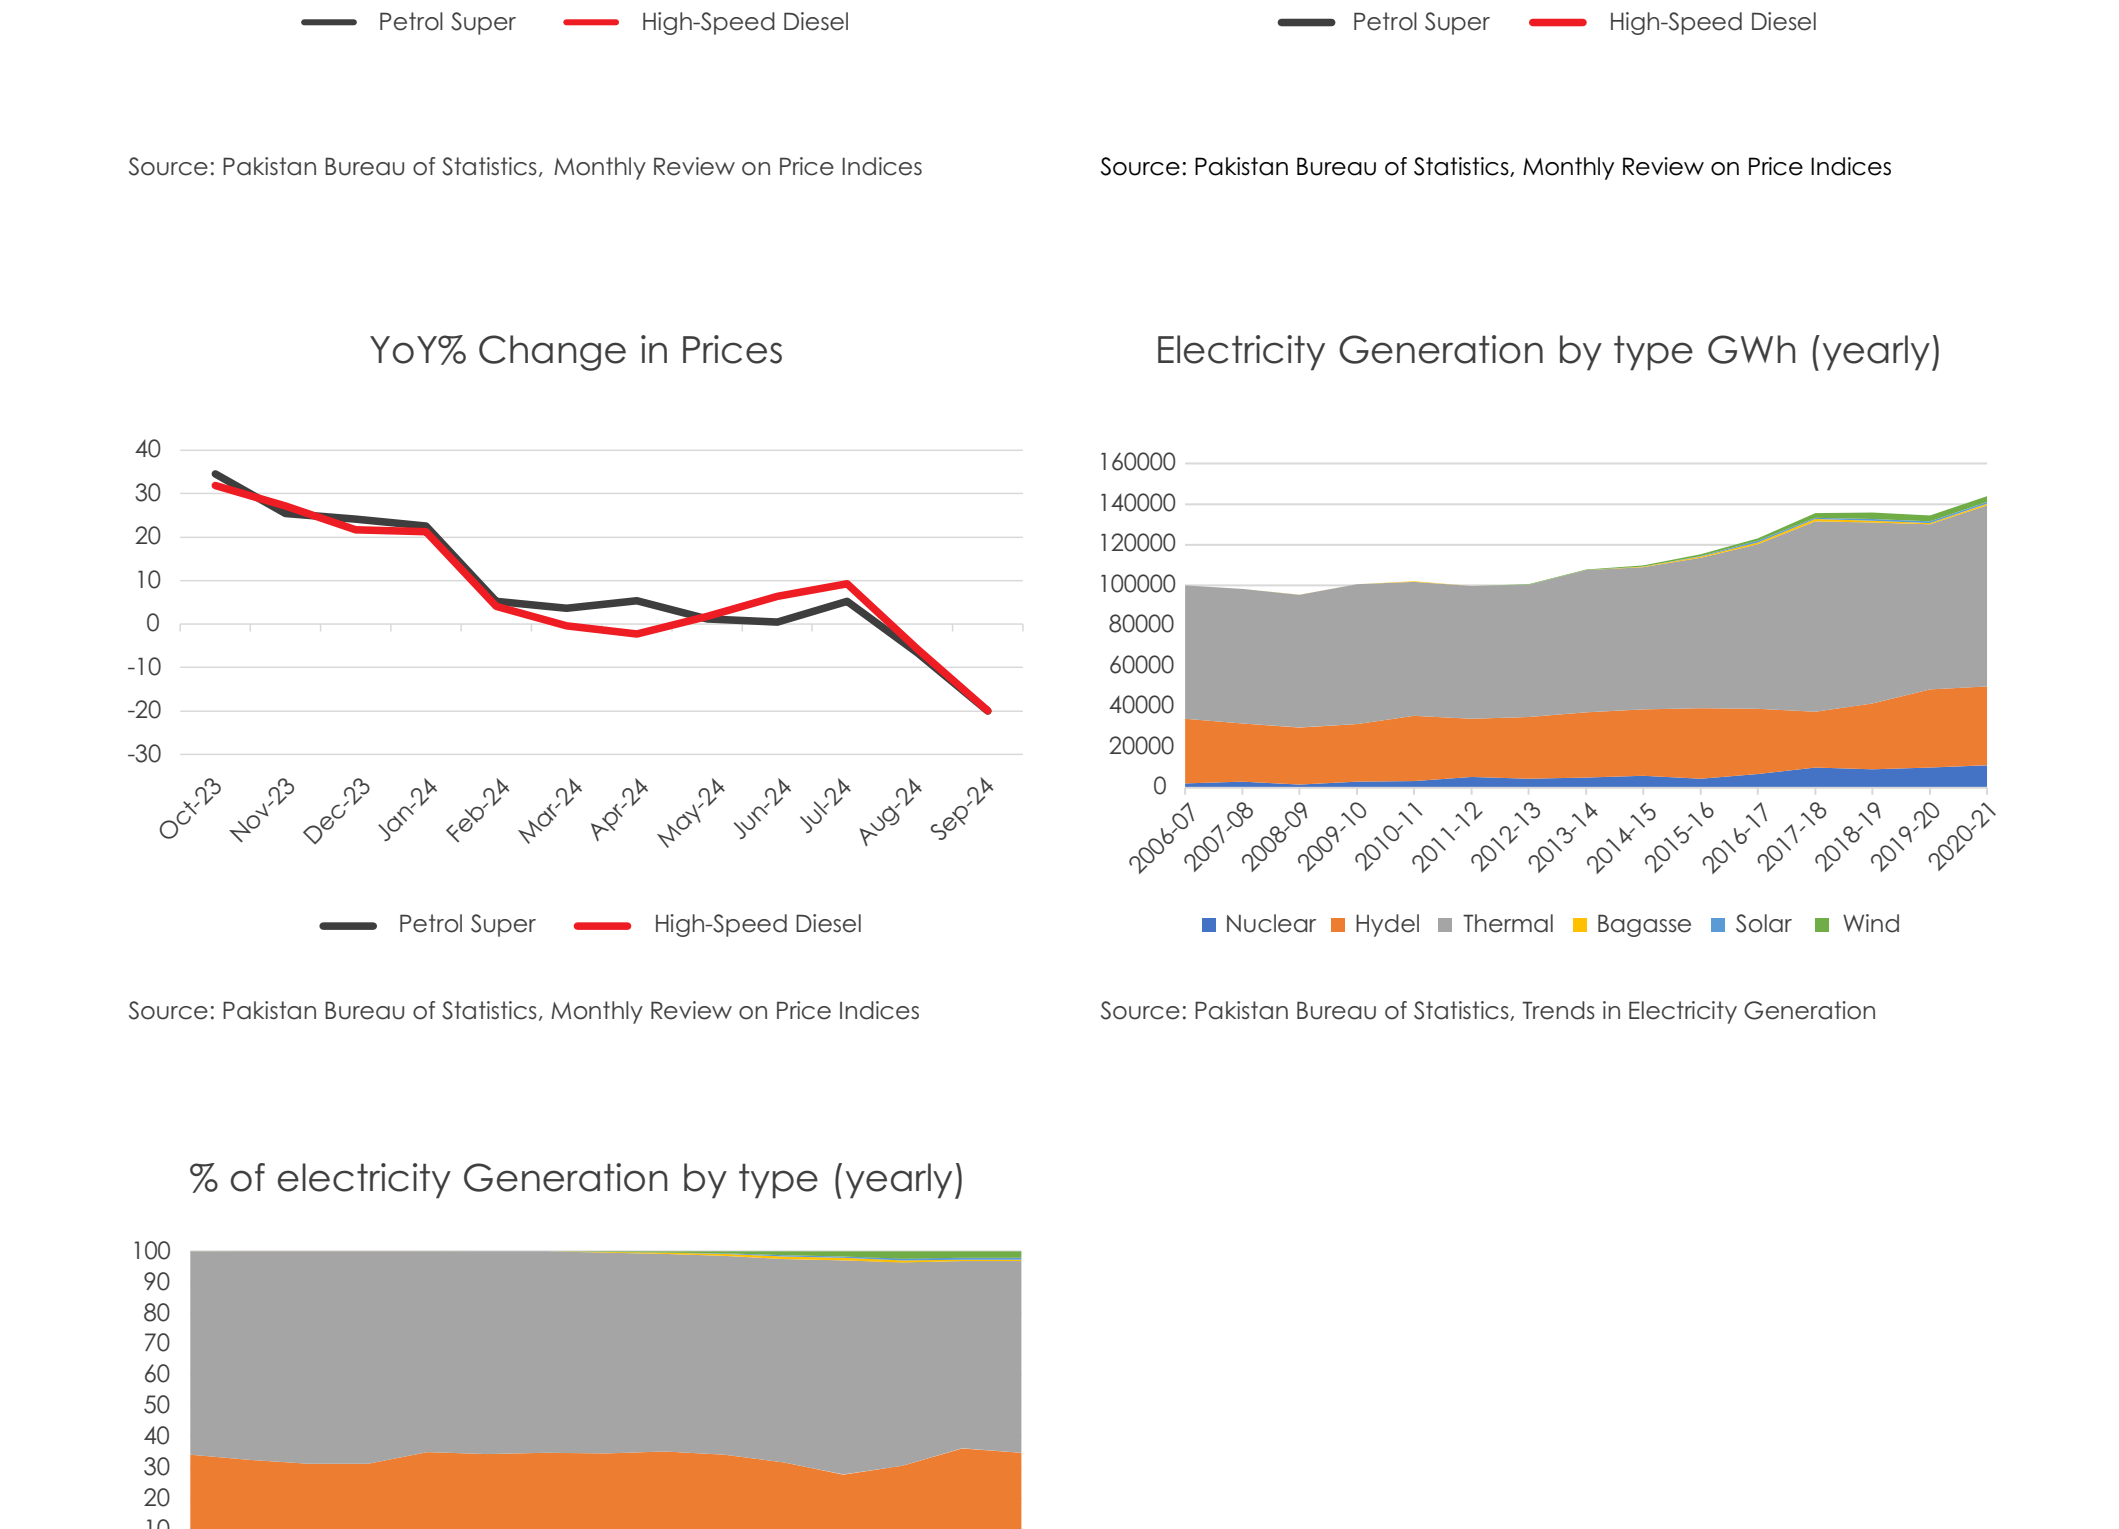 Petrol Super High-Speed Diesel
Petrol Super High-Speed Diesel
Source: Pakistan Bureau of Statistics, Monthly Review on Price Indices
Source: Pakistan Bureau of Statistics, Monthly Review on Price Indices
YoY% Change in Prices
40
30
20
10
0
-10
-20
-30
Oct-23
Nov-23
Dec-23
Jan-24
Feb-24
Mar-24
Apr-24
May-24
Jun-24
Jul-24
Aug-24
Sep-24
Petrol Super High-Speed Diesel
Source: Pakistan Bureau of Statistics, Monthly Review on Price Indices
Electricity Generation by type GWh (yearly)
160000
140000
120000
100000
80000
60000
40000
20000
0
2006-07
2007-08
2008-09
2009-10
2010-11
2011-12
2012-13
2013-14
2014-15
2015-16
2016-17
2017-18
2018-19
2019-20
2020-21
Nuclear Hydel Thermal Bagasse Solar Wind
Source: Pakistan Bureau of Statistics, Trends in Electricity Generation
% of electricity Generation by type (yearly)
100
90
80
70
60
50
40
30
20
10